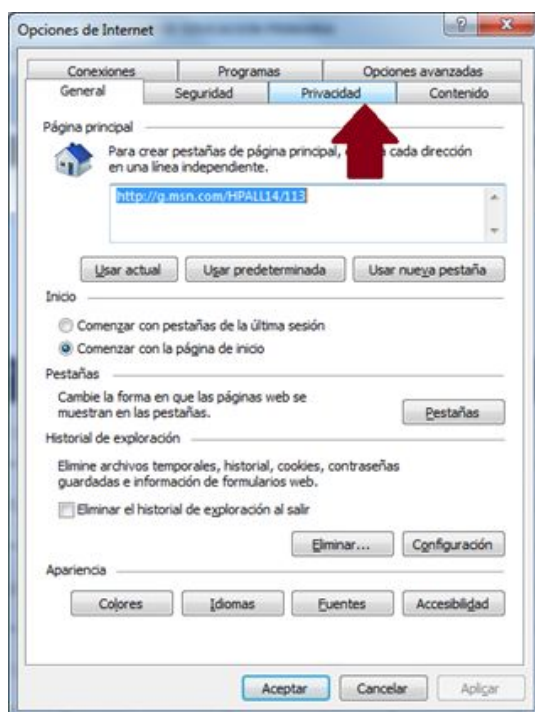 Opciones de Internet
Conexiones Programas Opciones avanzadas
General Seguridad Privacidad Contenido
Página principal
Para crear pestañas de página principal, cada dirección
en una línea independiente.
http://g.msn.com/HPALL14/113
Usar actual Usar predeterminada Usar nueva pestaña
Inicio
Comenzar con pestañas de la última sesión
Comenzar con la página de inicio
Pestañas
Cambie la forma en que las páginas web se
muestran en las pestañas.
Pestañas
Historial de exploración
Elimine archivos temporales, historial, cookies, contraseñas
guardadas e información de formularios web.
Eliminar el historial de exploración al salir
Eliminar... Configuración
Apariencia
Colores Idiomas Fuentes Accesibilidad
Aceptar Cancelar Aplicar